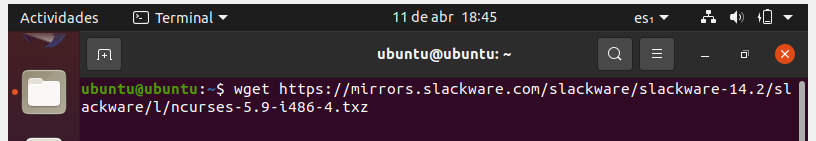 Actividades Terminal 11 de abr 18:45 es₁
ubuntu@ubuntu: ~
ubuntu@ubuntu:~$ wget https://mirrors.slackware.com/slackware/slackware-14.2/sl
ackware/l/ncurses-5.9-i486-4.txz